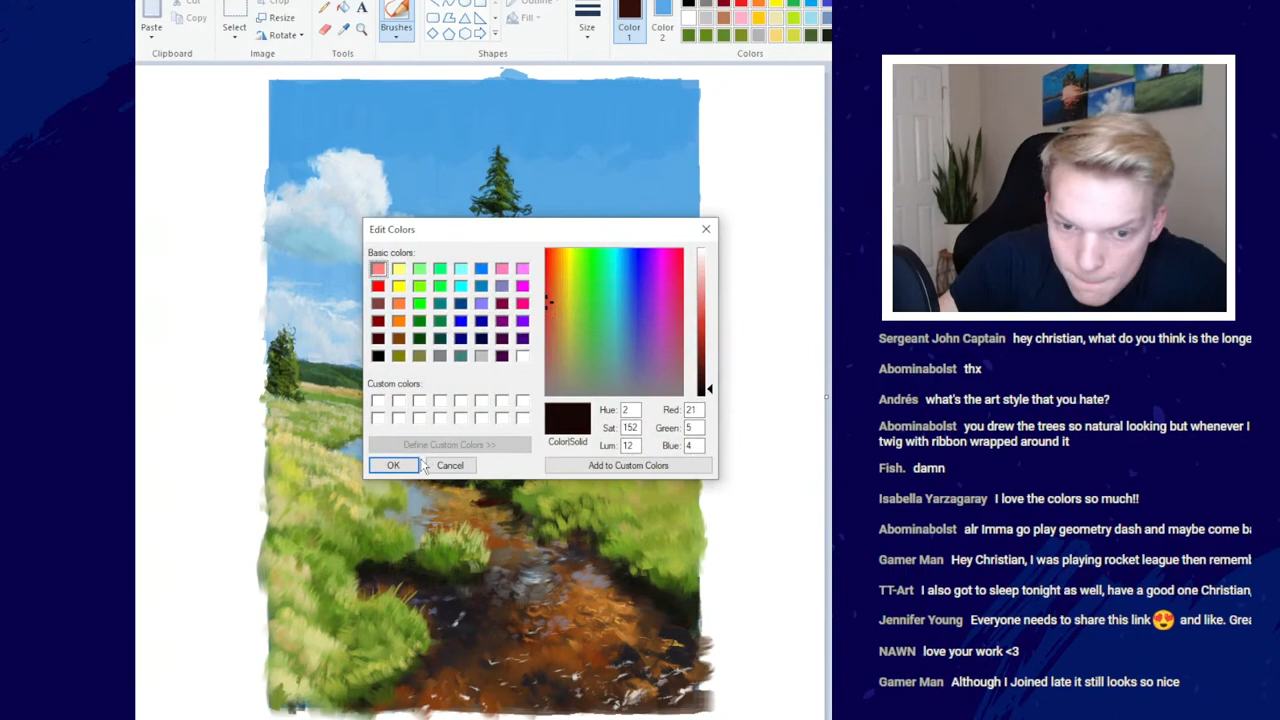 Cut
Crop
Outline
Paste
Copy
Select
Resize
Rotate
Brushes
Fill
Size
Color
1
Color
2
Clipboard
Image
Tools
Shapes
Colors
Edit Colors
Basic colors:
Custom colors:
Define Custom Colors >>
OK
Cancel
Color|Solid
Hue: 2
Sat: 152
Lum: 12
Red: 21
Green: 5
Blue: 4
Add to Custom Colors
Sergeant John Captain hey christian, what do you think is the longe
Abominabolst thx
Andrés what's the art style that you hate?
Abominabolst you drew the trees so natural looking but whenever I
twig with ribbon wrapped around it
Fish. damn
Isabella Yarzagaray I love the colors so much!!
Abominabolst alr Imma go play geometry dash and maybe come ba
Gamer Man Hey Christian, I was playing rocket league then rememb
TT-Art I also got to sleep tonight as well, have a good one Christian,
Jennifer Young Everyone needs to share this link😍 and like. Grea
NAWN love your work <3
Gamer Man Although I Joined late it still looks so nice